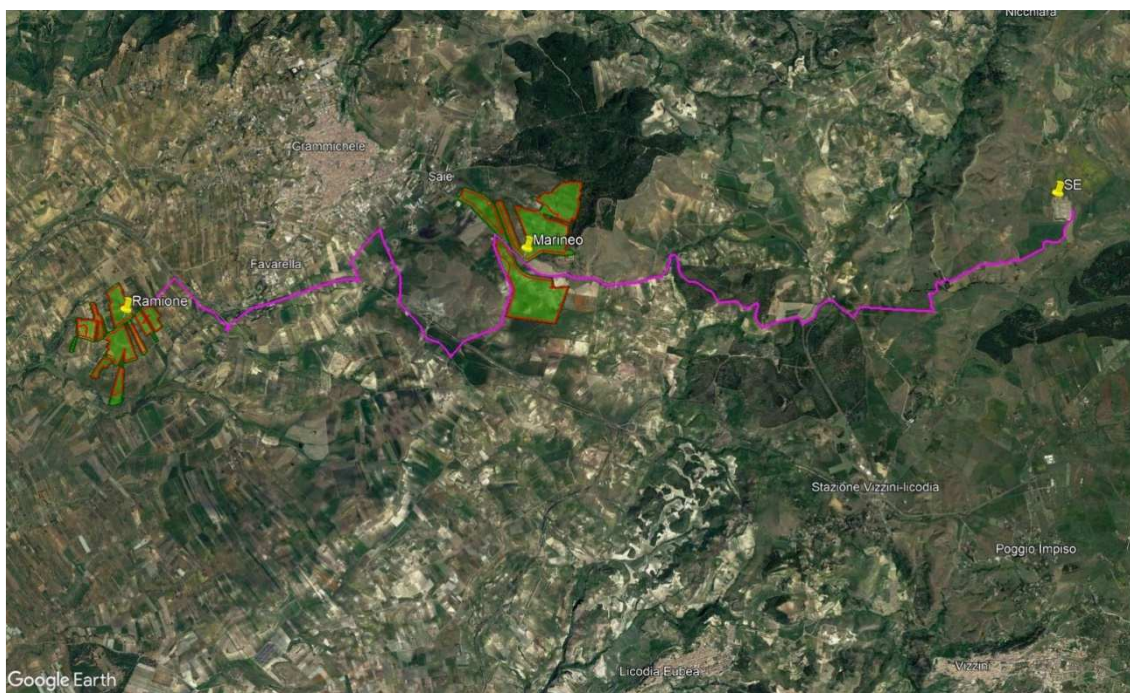 Nicchiara
Grammichele
Saie
SE
Marineo
Favarella
Ramione
Stazione Vizzini-licodia
Poggio Impiso
Licodia Eubea
Vizzini
Google Earth